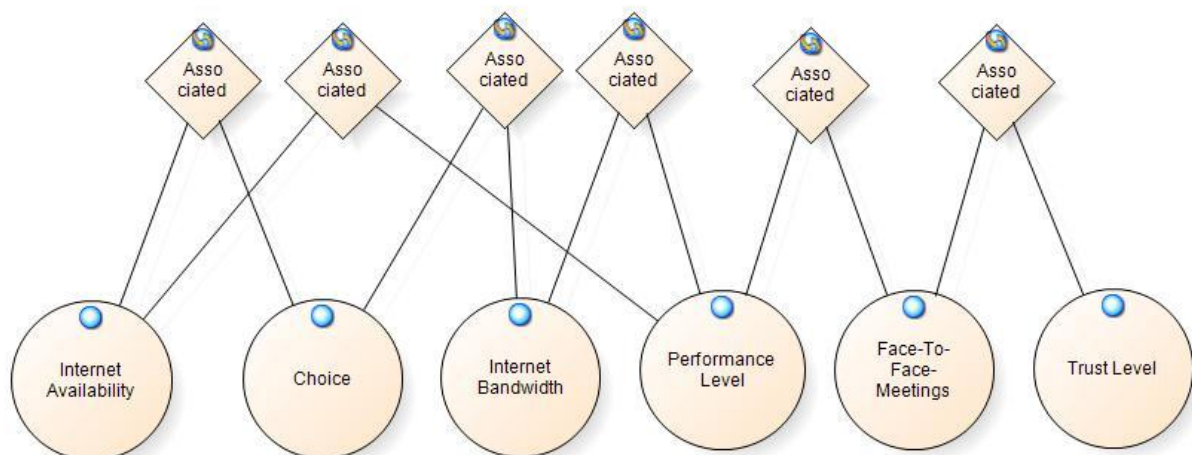 Asso
ciated
Asso
ciated
Asso
ciated
Asso
ciated
Asso
ciated
Asso
ciated
Internet
Availability
Choice
Internet
Bandwidth
Performance
Level
Face-To-
Face-
Meetings
Trust Level